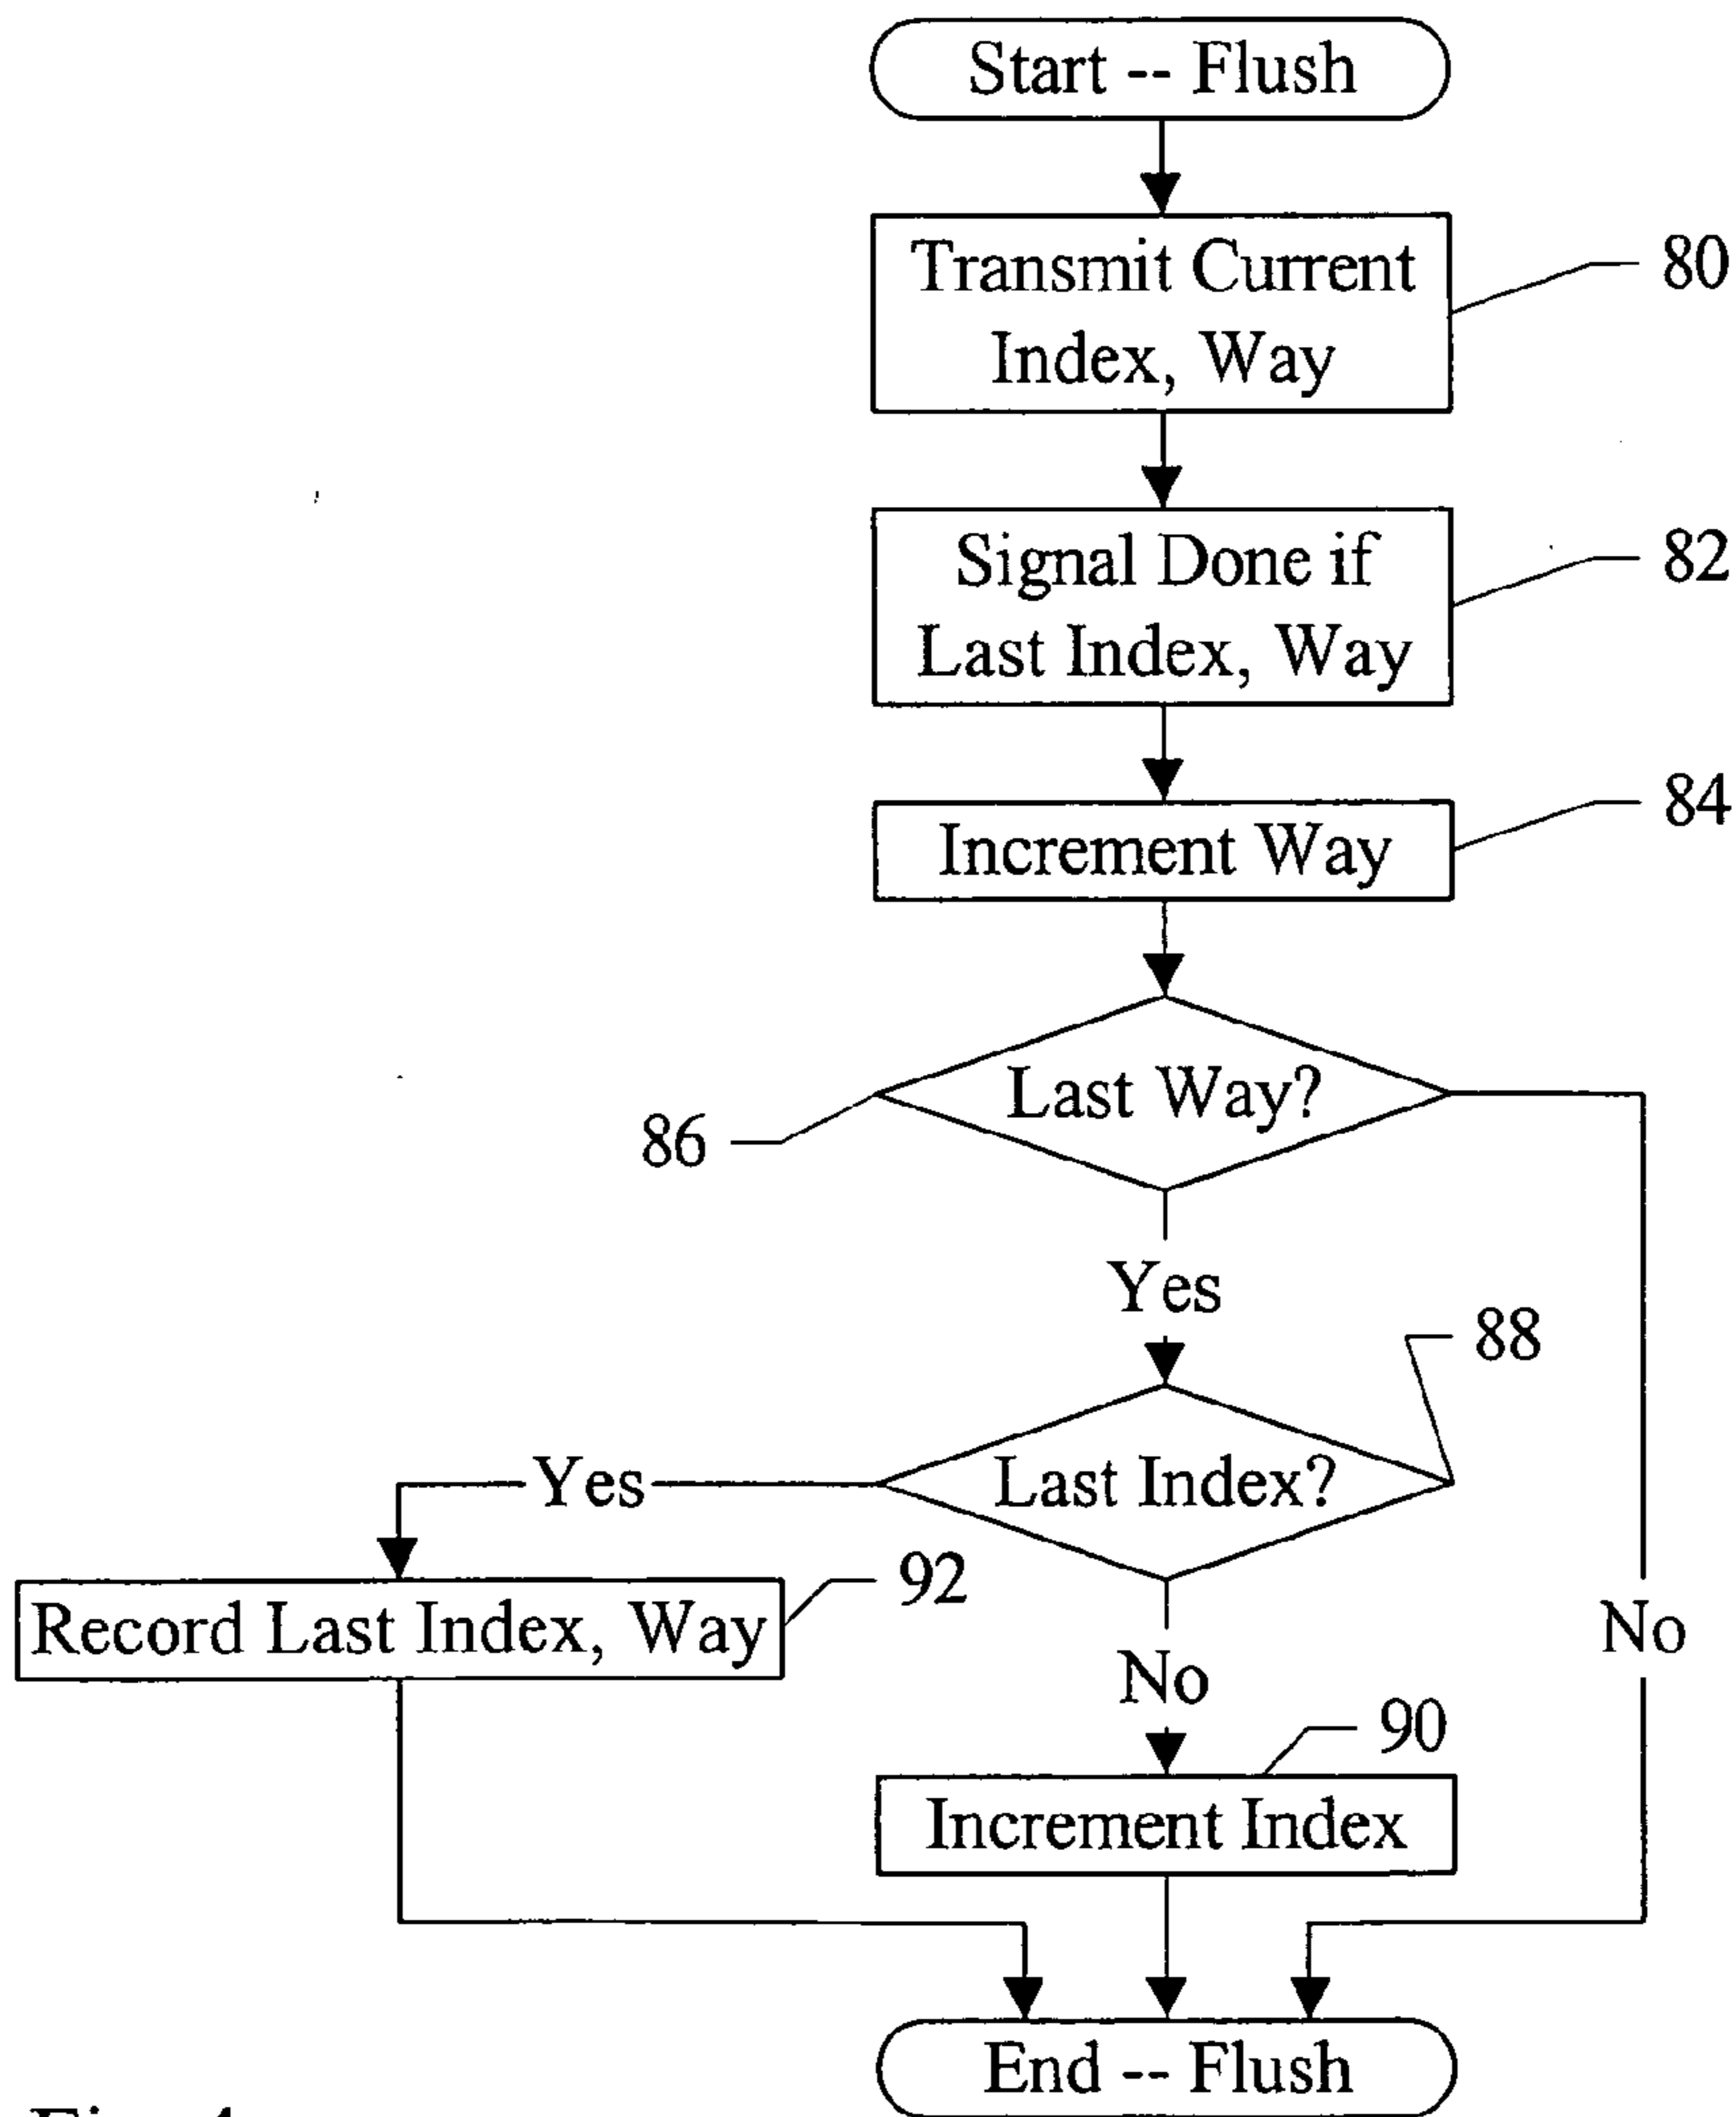 Start -- Flush
Transmit Current
Index, Way
80
Signal Done if
Last Index, Way
82
Increment Way
84
Last Way?
86
Yes
No
Last Index?
88
Yes
No
Record Last Index, Way
92
Increment Index
90
End -- Flush